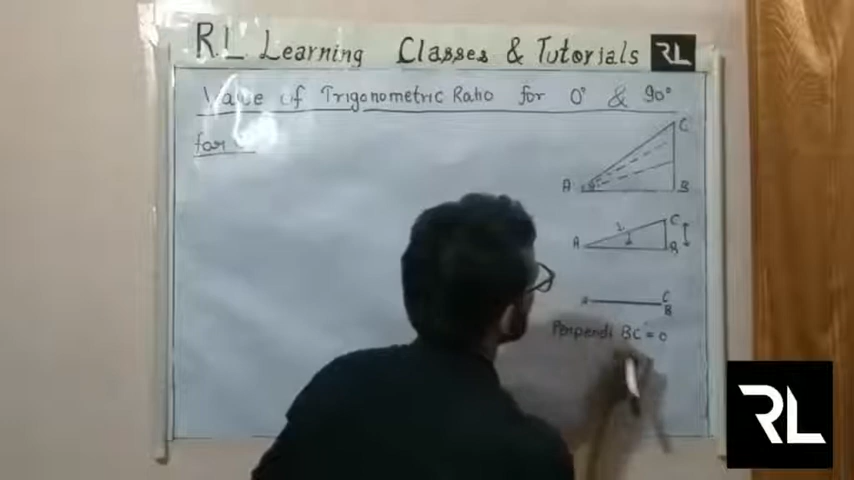 RL Learning Classes & Tutorials RL
Value of Trigonometric Ratio for 0° & 90°
for
C
A
B
C
A
B
C
B
Perpendi BC = 0
RL